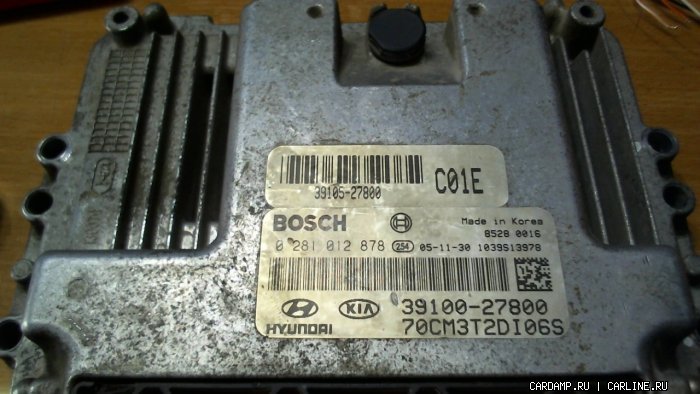 39105-27800
C01E
BOSCH
Made in Korea
8528 0016
0 281 012 878 254 05-11-30 1039S13978
HYUNDAI
KIA
39100-27800
70CM3T2DI06S
CARDAMP.RU | CARLINE.RU